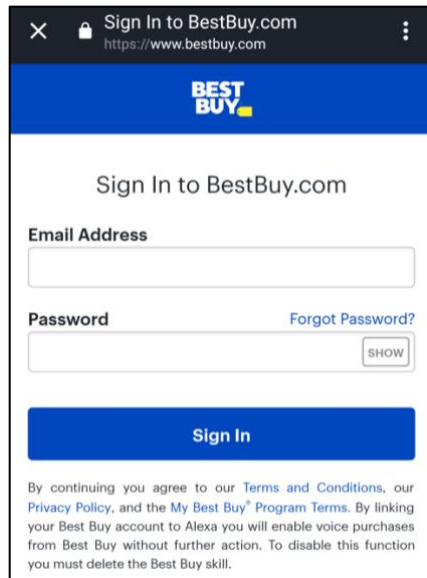 Sign In to BestBuy.com
https://www.bestbuy.com
BEST
BUY
Sign In to BestBuy.com
Email Address
Password Forgot Password?
SHOW
Sign In
By continuing you agree to our Terms and Conditions, our
Privacy Policy, and the My Best Buy® Program Terms. By linking
your Best Buy account to Alexa you will enable voice purchases
from Best Buy without further action. To disable this function
you must delete the Best Buy skill.